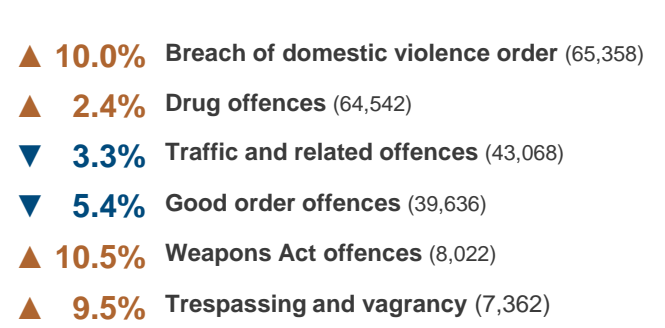 ▲ 10.0% Breach of domestic violence order (65,358)
▲ 2.4% Drug offences (64,542)
▼ 3.3% Traffic and related offences (43,068)
▼ 5.4% Good order offences (39,636)
▲ 10.5% Weapons Act offences (8,022)
▲ 9.5% Trespassing and vagrancy (7,362)